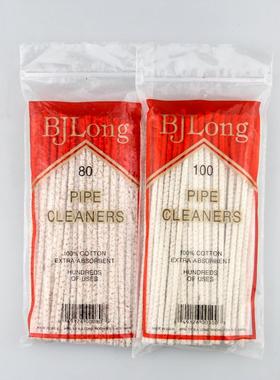 BJLong
80
PIPE
CLEANERS
100% COTTON
EXTRA ABSORBENT
HUNDREDS
OF USES
BJLong
100
PIPE
CLEANERS
100% COTTON
EXTRA ABSORBENT
HUNDREDS
OF USES